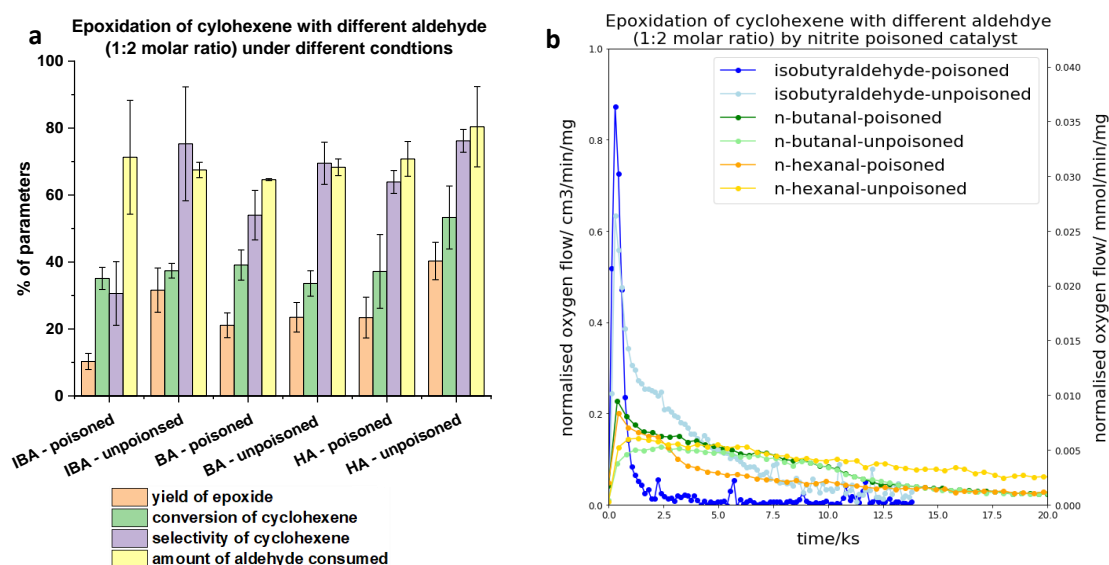 a
Epoxidation of cylohexene with different aldehyde
(1:2 molar ratio) under different condtions
% of parameters
100
80
60
40
20
0
IBA - poisoned
IBA - unpoionsed
BA - poisoned
BA - unpoisoned
HA - poisoned
HA - unpoisoned
yield of epoxide
conversion of cyclohexene
selectivity of cyclohexene
amount of aldehyde consumed
b
Epoxidation of cyclohexene with different aldehdye
(1:2 molar ratio) by nitrite poisoned catalyst
normalised oxygen flow/ cm3/min/mg
1.0
0.8
0.6
0.4
0.2
0.0
isobutyraldehyde-poisoned
isobutyraldehyde-unpoisoned
n-butanal-poisoned
n-butanal-unpoisoned
n-hexanal-poisoned
n-hexanal-unpoisoned
0.040
0.035
0.030
0.025
0.020
0.015
0.010
0.005
0.000
normalised oxygen flow/ mmol/min/mg
0.0 2.5 5.0 7.5 10.0 12.5 15.0 17.5 20.0
time/ks